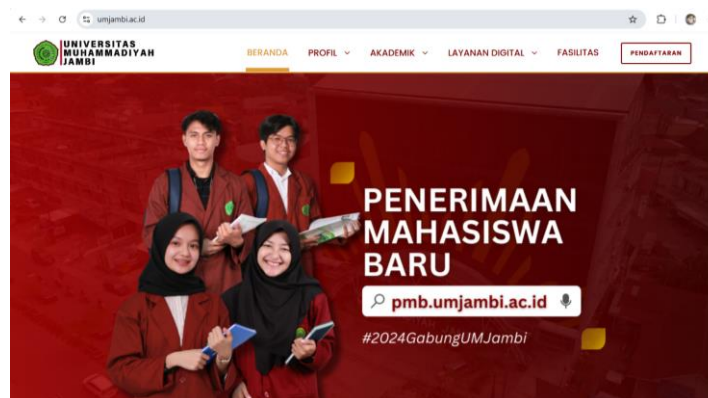 umjambi.ac.id
UNIVERSITAS
MUHAMMADIYAH
JAMBI
BERANDA PROFIL AKADEMIK LAYANAN DIGITAL FASILITAS PENDAFTARAN
PENERIMAAN
MAHASISWA
BARU
pmb.umjambi.ac.id
#2024GabungUMJambi